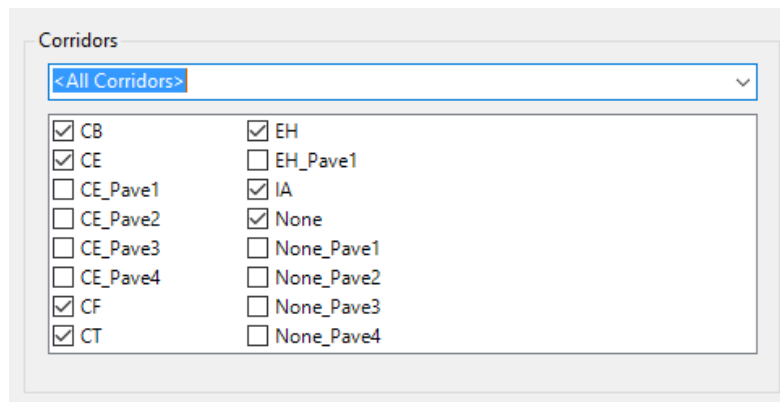 Corridors
<All Corridors>
CB
CE
CE_Pave1
CE_Pave2
CE_Pave3
CE_Pave4
CF
CT
EH
EH_Pave1
IA
None
None_Pave1
None_Pave2
None_Pave3
None_Pave4